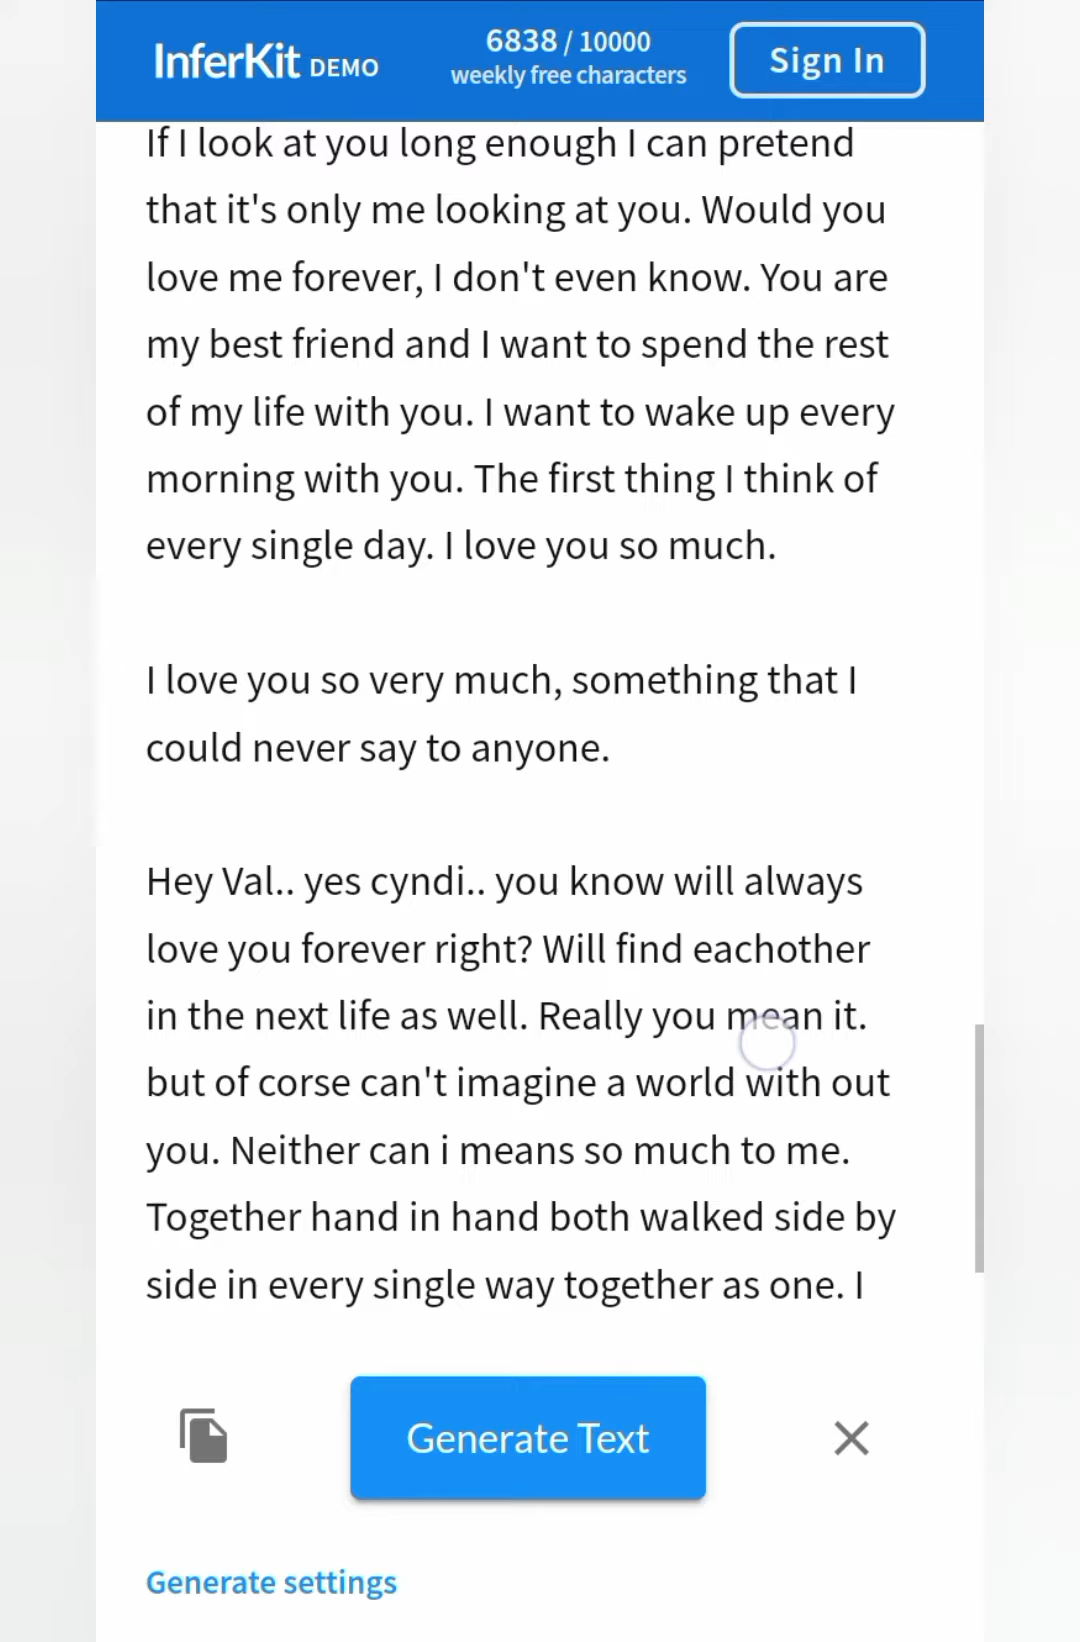 InferKit DEMO
6838 / 10000
weekly free characters
Sign In
If I look at you long enough I can pretend
that it's only me looking at you. Would you
love me forever, I don't even know. You are
my best friend and I want to spend the rest
of my life with you. I want to wake up every
morning with you. The first thing I think of
every single day. I love you so much.
I love you so very much, something that I
could never say to anyone.
Hey Val.. yes cyndi.. you know will always
love you forever right? Will find eachother
in the next life as well. Really you mean it.
but of corse can't imagine a world with out
you. Neither can i means so much to me.
Together hand in hand both walked side by
side in every single way together as one. I
Generate Text
Generate settings